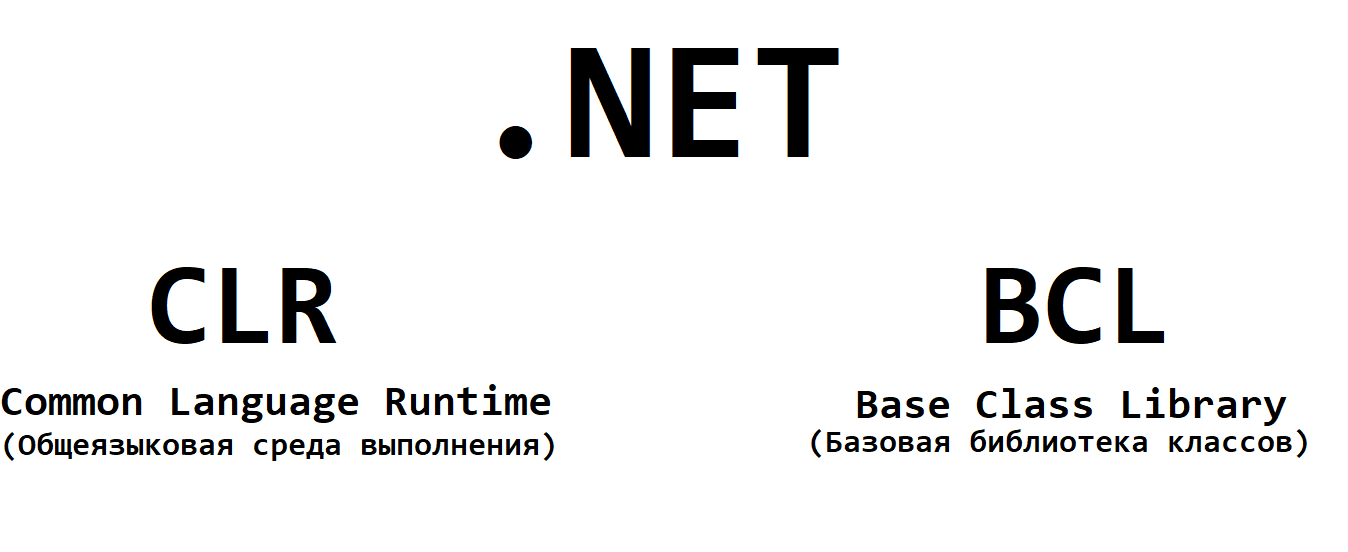 .NET
CLR
BCL
Common Language Runtime
Base Class Library
(Общеязыковая среда выполнения)
(Базовая библиотека классов)